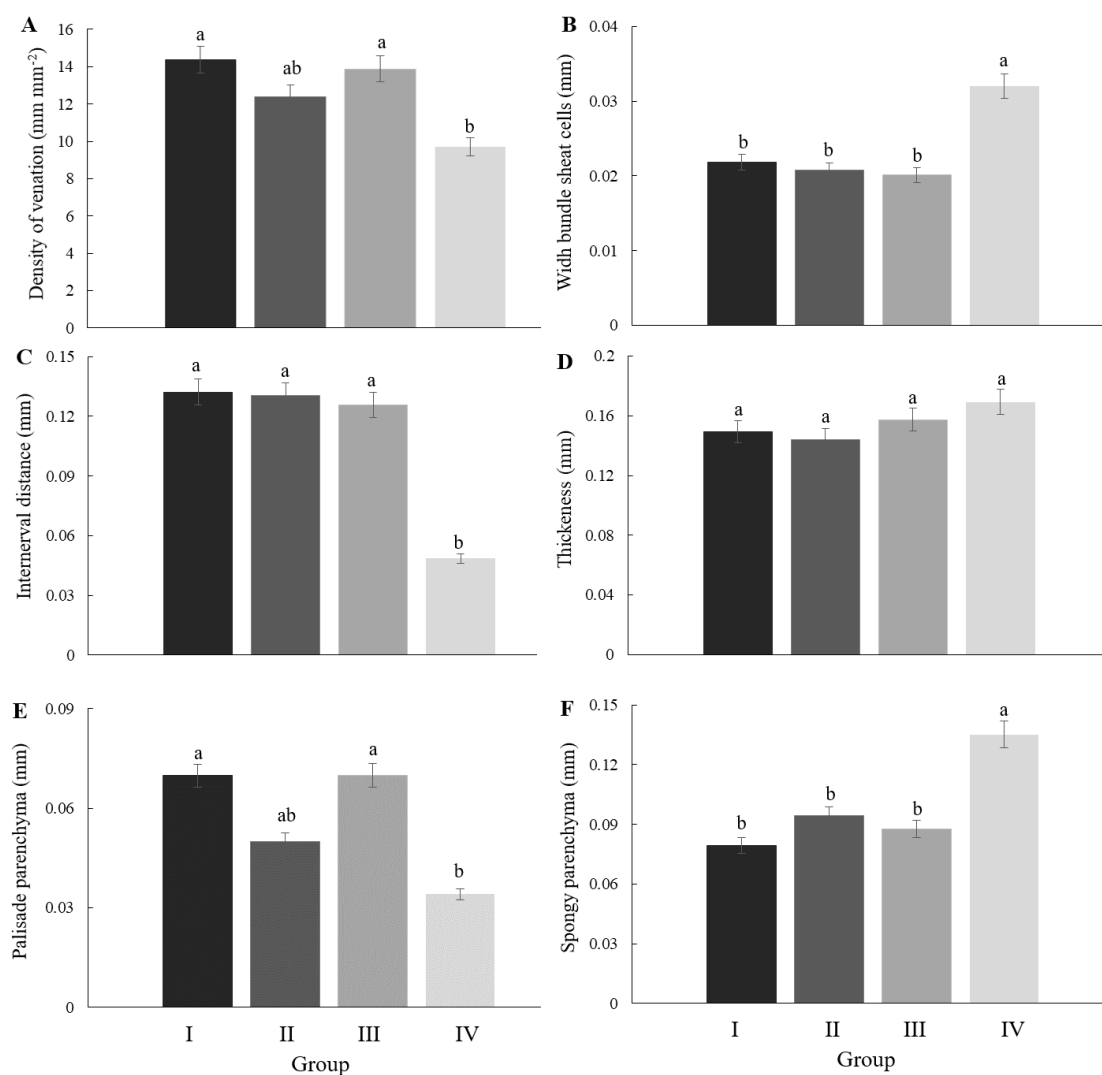 A
Density of venation (mm mm-2)
16
14
12
10
8
6
4
2
0
a
ab
a
b
B
Widh bundle sheat cells (mm)
0.04
0.03
0.02
0.01
0
b
b
b
a
C
Internerval distance (mm)
0.15
0.12
0.09
0.06
0.03
0
a
a
a
b
D
Thickeness (mm)
0.2
0.16
0.12
0.08
0.04
0
a
a
a
a
E
Palisade parenchyma (mm)
0.09
0.06
0.03
0
a
ab
a
b
I II III IV
Group
F
Spongy parenchyma (mm)
0.15
0.12
0.09
0.06
0.03
0
b
b
b
a
I II III IV
Group